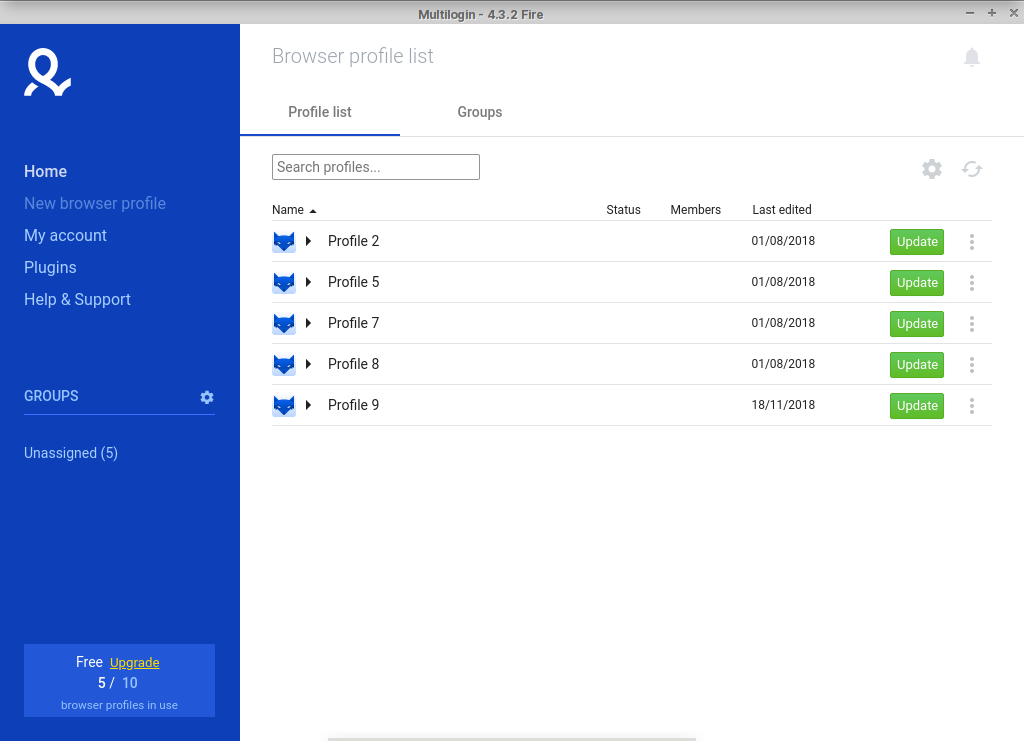 Multilogin - 4.3.2 Fire
Browser profile list
Profile list Groups
Home
New browser profile
My account
Plugins
Help & Support
GROUPS
Unassigned (5)
Free Upgrade
5 / 10
browser profiles in use
Search profiles...
Name Status Members Last edited
Profile 2 01/08/2018 Update
Profile 5 01/08/2018 Update
Profile 7 01/08/2018 Update
Profile 8 01/08/2018 Update
Profile 9 18/11/2018 Update